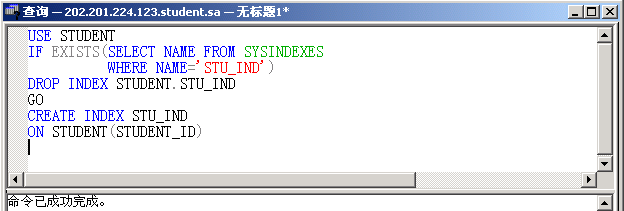 查询 — 202.201.224.123.student.sa — 无标题1*
USE STUDENT
IF EXISTS(SELECT NAME FROM SYSINDEXES
WHERE NAME='STU_IND')
DROP INDEX STUDENT.STU_IND
GO
CREATE INDEX STU_IND
ON STUDENT(STUDENT_ID)
命令已成功完成。